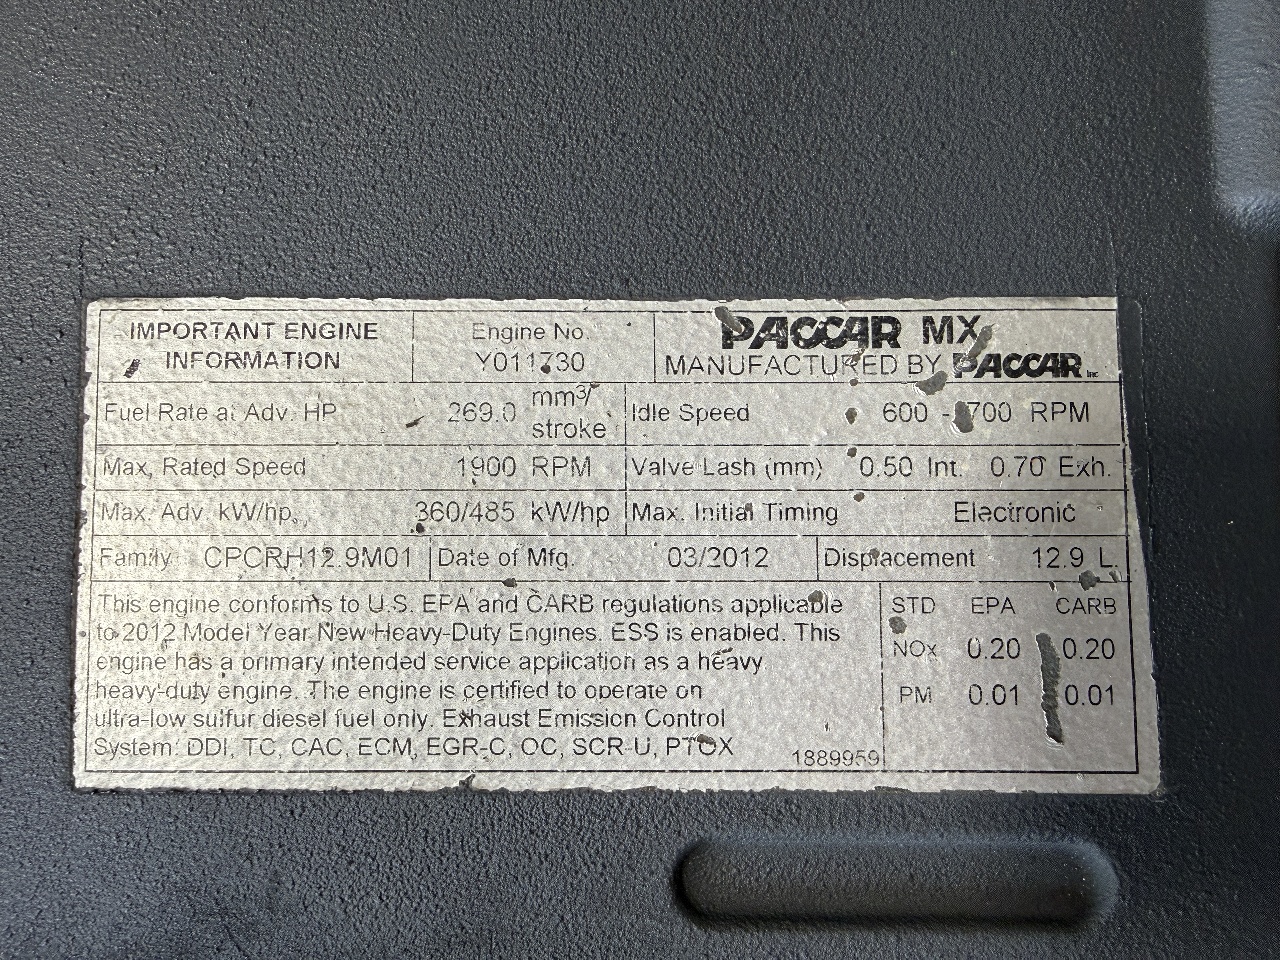 IMPORTANT ENGINE
INFORMATION
Engine No.
Y011730
PACCAR MX
MANUFACTURED BY PACCAR Inc
Fuel Rate at Adv. HP 269.0 mm3/
stroke
Idle Speed 600 - 700 RPM
Max. Rated Speed 1900 RPM
Valve Lash (mm) 0.50 Int. 0.70 Exh.
Max. Adv. kW/hp. 360/485 kW/hp
Max. Initial Timing Electronic
Family CPCRH12.9M01
Date of Mfg. 03/2012
Displacement 12.9 L.
This engine conforms to U.S. EPA and CARB regulations applicable
to 2012 Model Year New Heavy-Duty Engines. ESS is enabled. This
engine has a primary intended service application as a heavy
heavy-duty engine. The engine is certified to operate on
ultra-low sulfur diesel fuel only. Exhaust Emission Control
System: DDI, TC, CAC, ECM, EGR-C, OC, SCR-U, PTOX
1889959
STD EPA CARB
NOx 0.20 0.20
PM 0.01 0.01